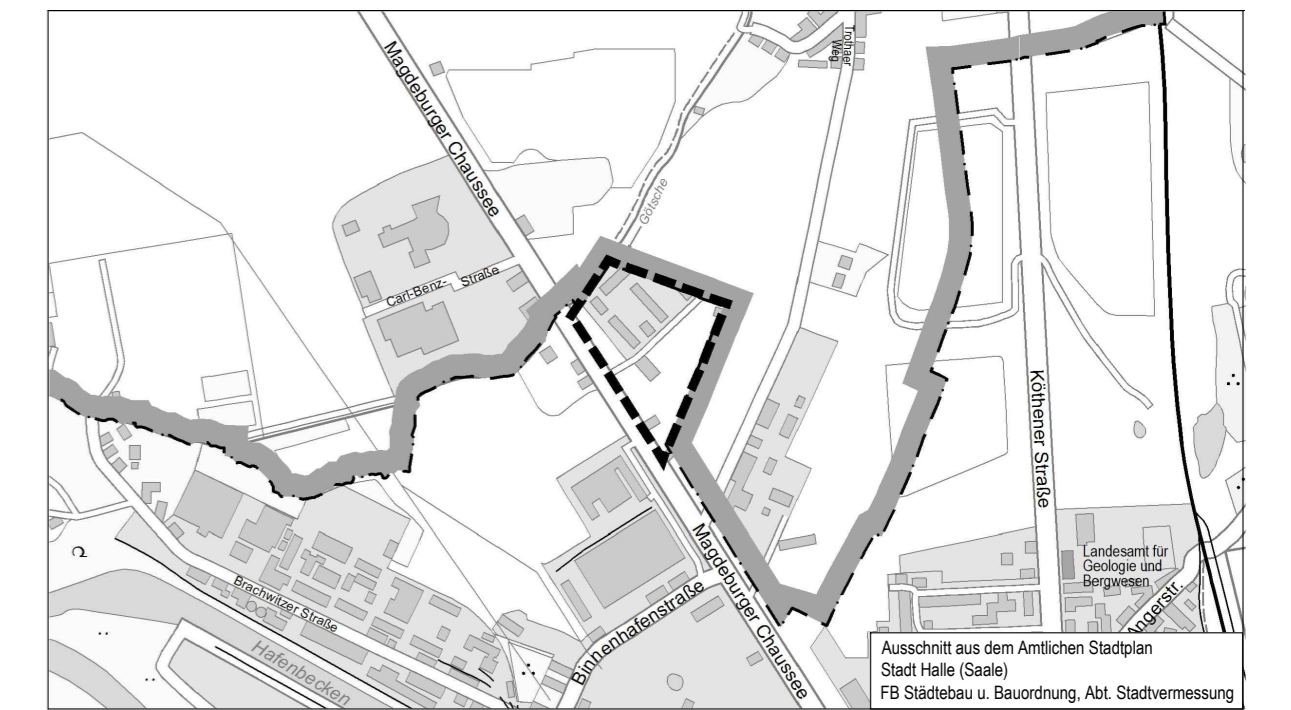 Trothaer
Weg
Magdeburger Chaussee
Götsche
Carl-Benz- Straße
Köthener Straße
Landesamt für
Geologie und
Bergwesen
Angerstr.
Magdeburger Chaussee
Brachwitzer Straße
Binnenhafenstraße
Hafenbecken
Ausschnitt aus dem Amtlichen Stadtplan
Stadt Halle (Saale)
FB Städtebau u. Bauordnung, Abt. Stadtvermessung